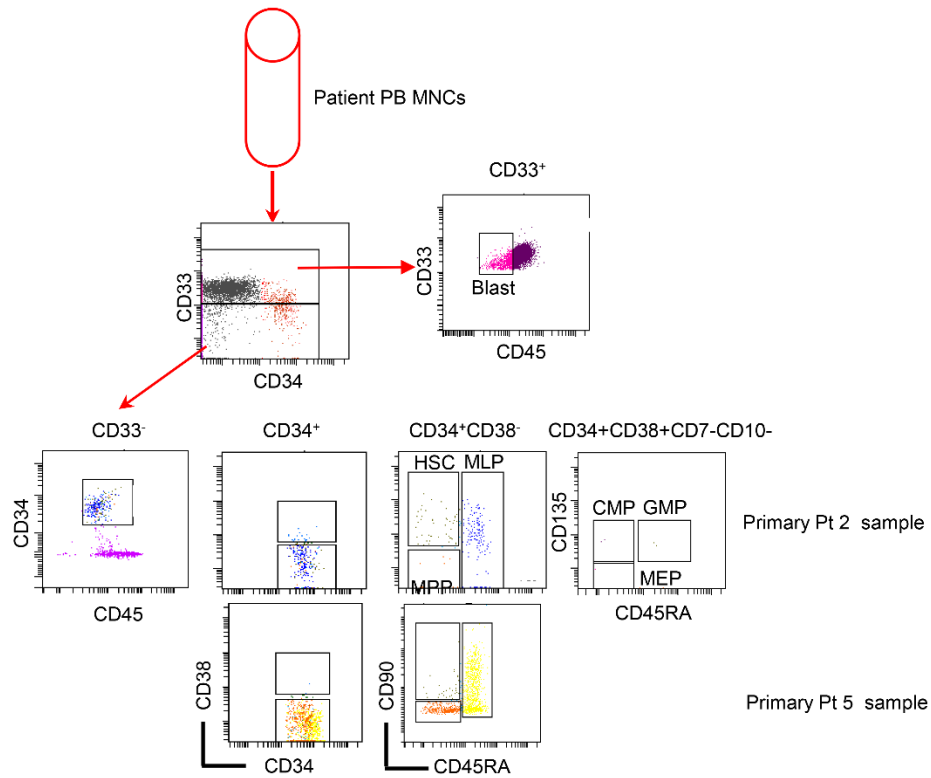 Patient PB MNCs
CD33⁺
CD33
CD33
Blast
CD45
CD34
CD33⁻
CD34⁺
CD34⁺CD38⁻
CD34+CD38+CD7-CD10-
CD34
HSC
MLP
MPP
CD135
CMP
GMP
MEP
Primary Pt 2 sample
CD45
CD45RA
CD38
CD90
Primary Pt 5 sample
CD34
CD45RA